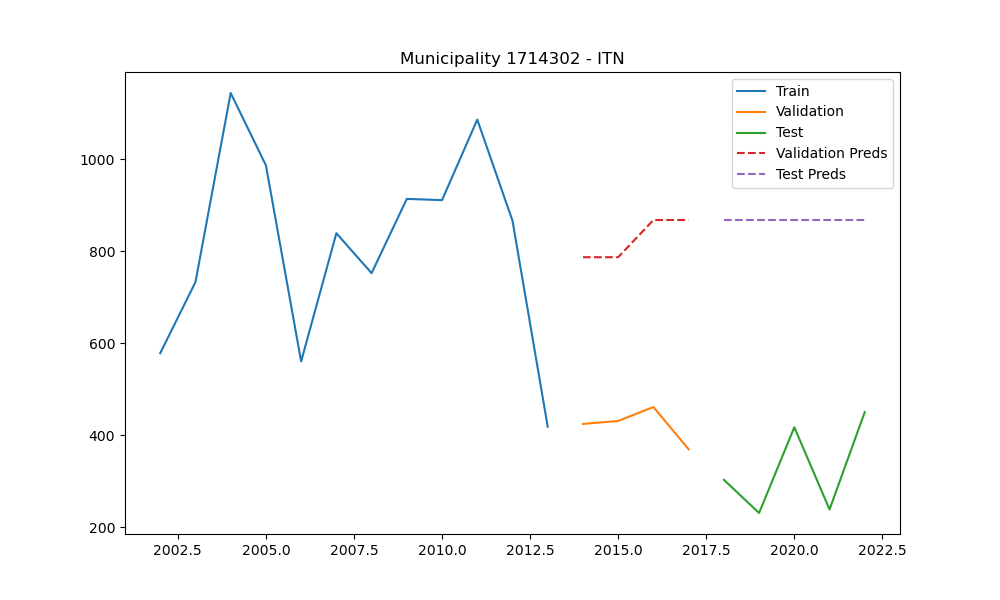 Municipality 1714302 - ITN
Train
Validation
Test
Validation Preds
Test Preds
1000
800
600
400
200
2002.5 2005.0 2007.5 2010.0 2012.5 2015.0 2017.5 2020.0 2022.5